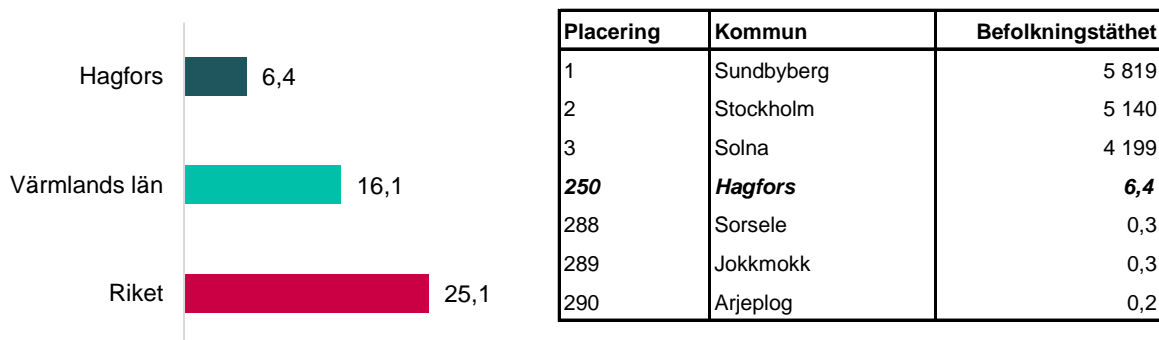 Hagfors 6,4
Värmlands län 16,1
Riket 25,1
Placering Kommun Befolkningstäthet
1 Sundbyberg 5 819
2 Stockholm 5 140
3 Solna 4 199
250 Hagfors 6,4
288 Sorsele 0,3
289 Jokkmokk 0,3
290 Arjeplog 0,2